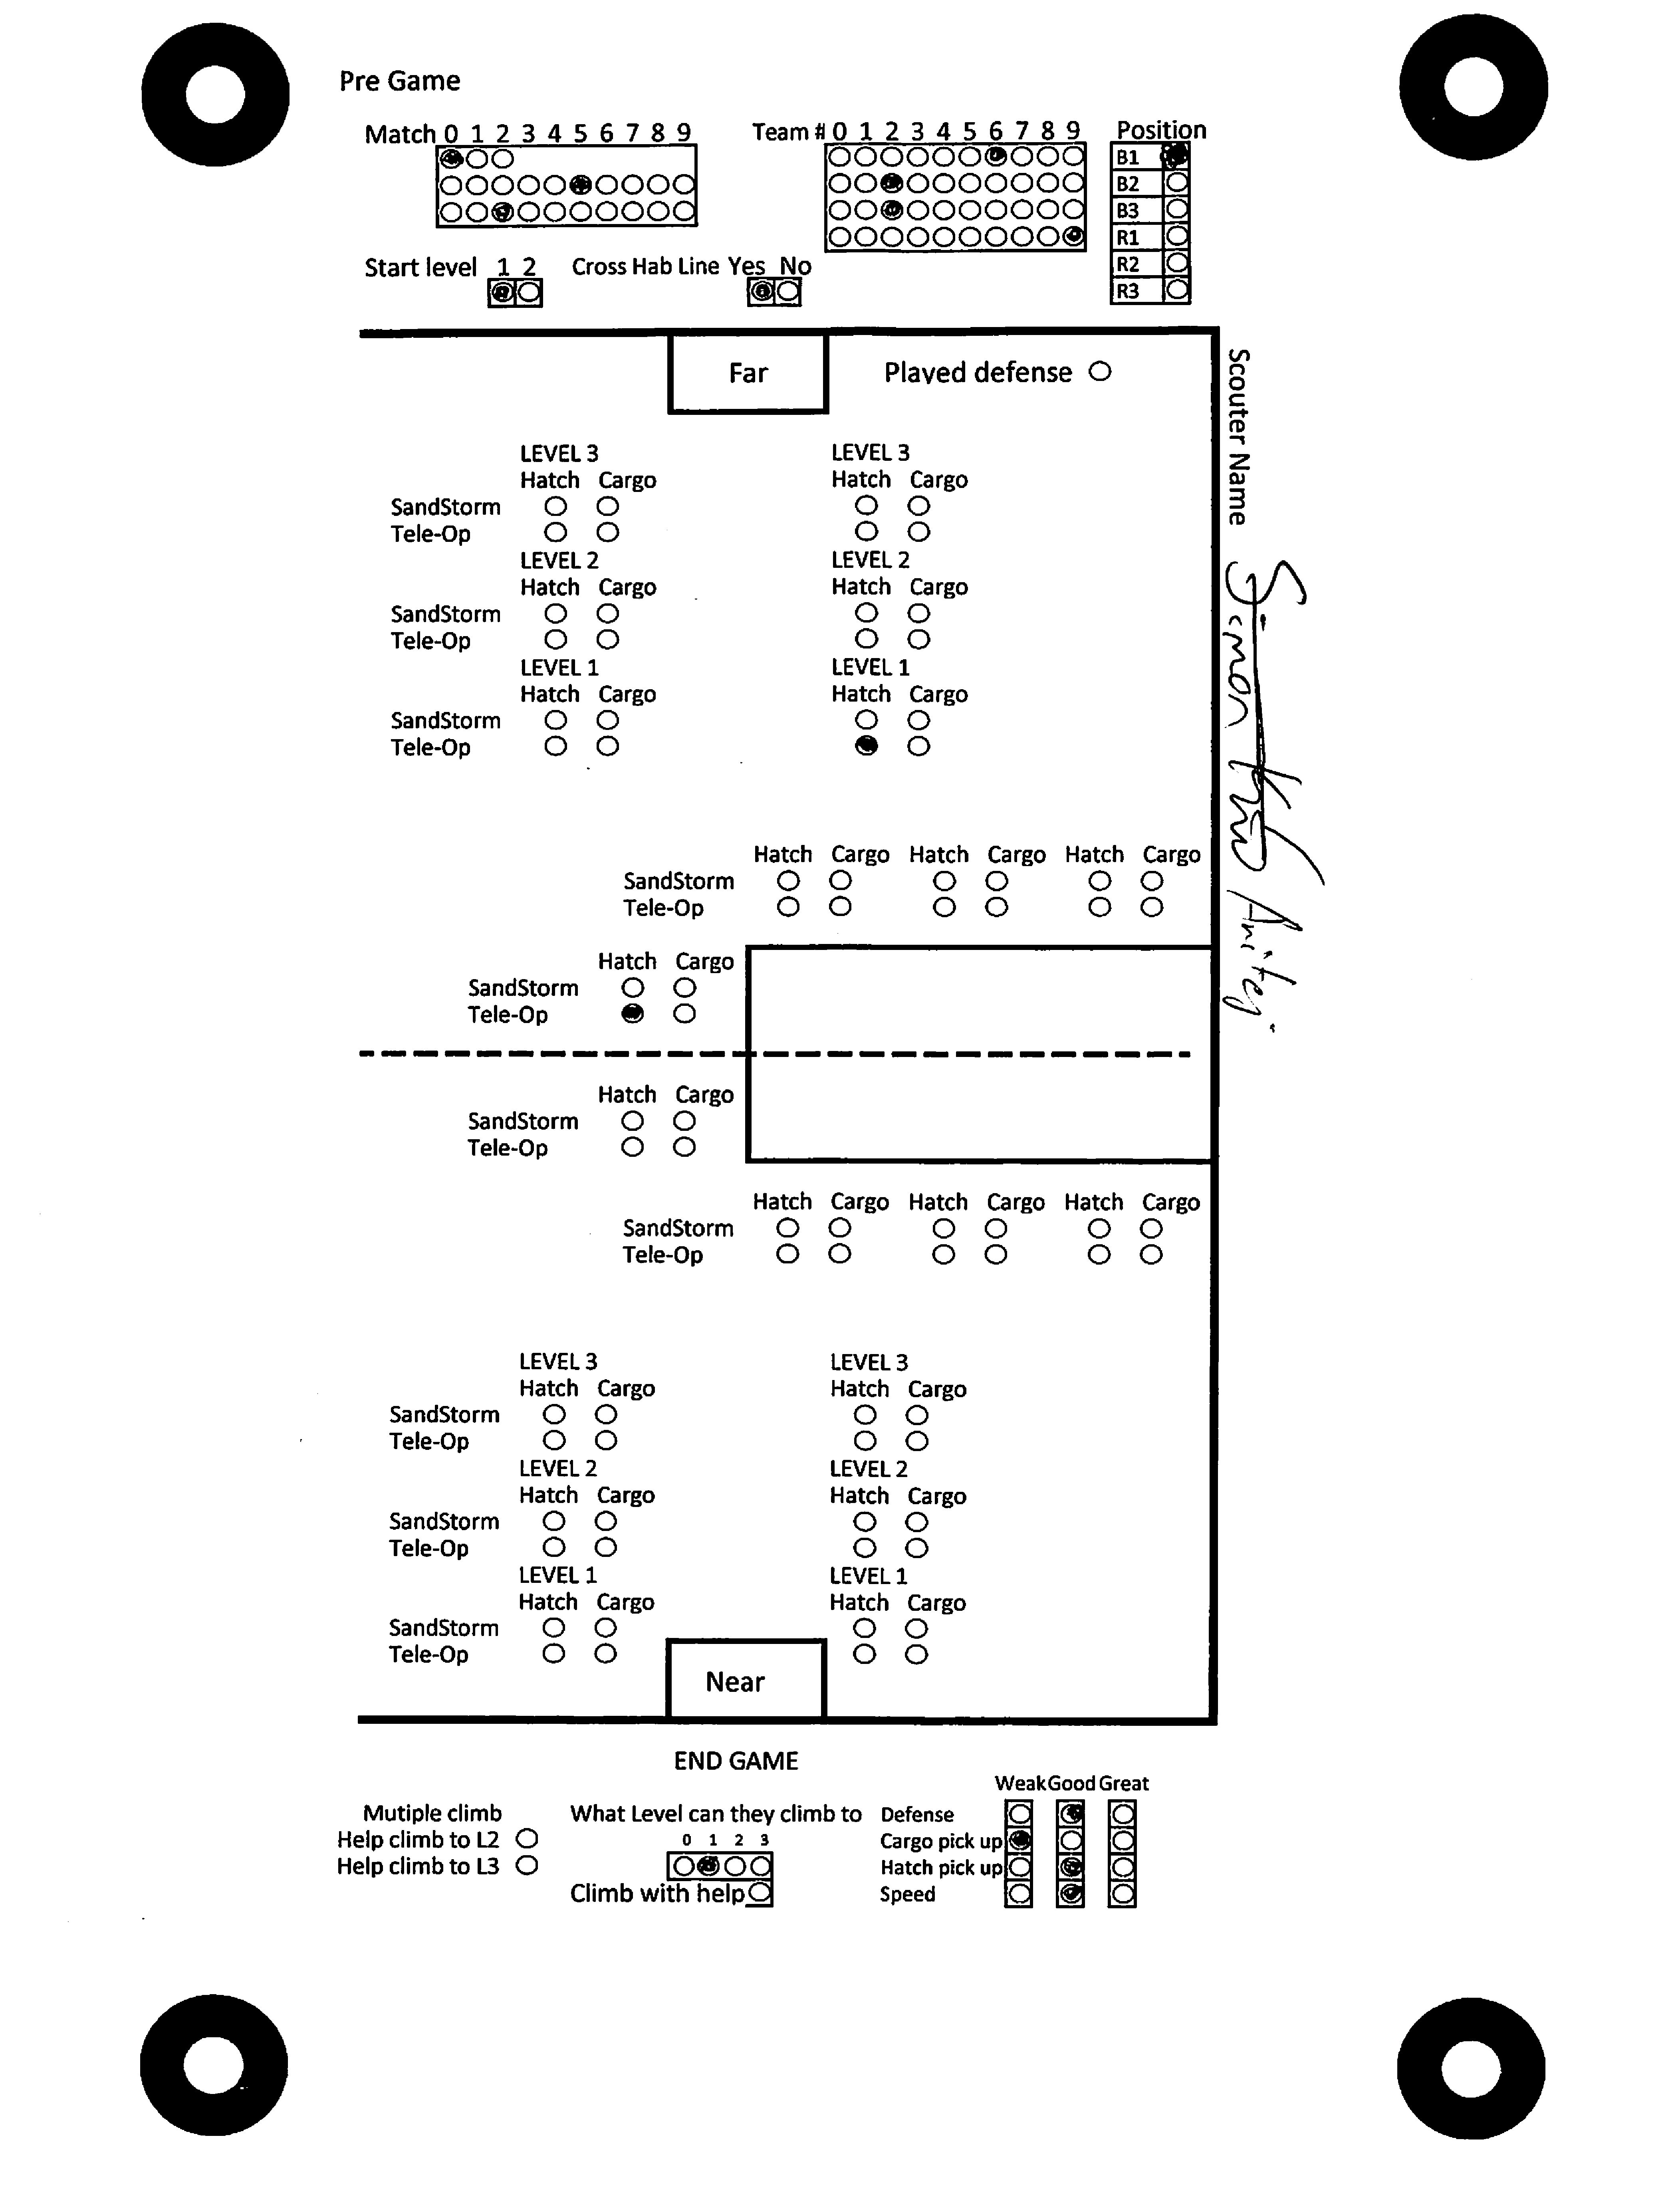 Pre Game
Match 0 1 2 3 4 5 6 7 8 9
Team # 0 1 2 3 4 5 6 7 8 9
Position
B1
B2
B3
R1
R2
R3
Start level 1 2
Cross Hab Line Yes No
Far
Played defense
Scouter Name
Simon
LEVEL 3 LEVEL 3
Hatch Cargo Hatch Cargo
SandStorm
Tele-Op
LEVEL 2 LEVEL 2
Hatch Cargo Hatch Cargo
SandStorm
Tele-Op
LEVEL 1 LEVEL 1
Hatch Cargo Hatch Cargo
SandStorm
Tele-Op
Hatch Cargo Hatch Cargo Hatch Cargo
SandStorm
Tele-Op
Hatch Cargo
SandStorm
Tele-Op
Hatch Cargo
SandStorm
Tele-Op
Hatch Cargo Hatch Cargo Hatch Cargo
SandStorm
Tele-Op
LEVEL 3 LEVEL 3
Hatch Cargo Hatch Cargo
SandStorm
Tele-Op
LEVEL 2 LEVEL 2
Hatch Cargo Hatch Cargo
SandStorm
Tele-Op
LEVEL 1 LEVEL 1
Hatch Cargo Hatch Cargo
SandStorm
Tele-Op
Near
END GAME
Mutiple climb
Help climb to L2
Help climb to L3
What Level can they climb to
0 1 2 3
Climb with help
Weak Good Great
Defense
Cargo pick up
Hatch pick up
Speed